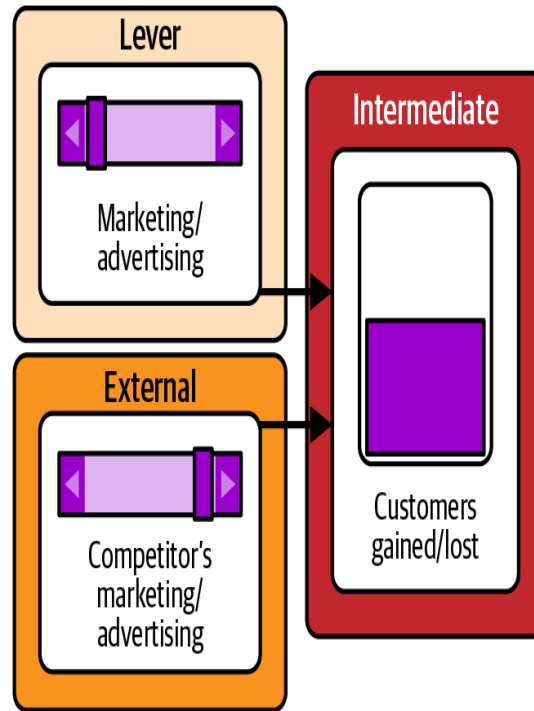 Lever
Marketing/
advertising
External
Competitor's
marketing/
advertising
Intermediate
Customers
gained/lost